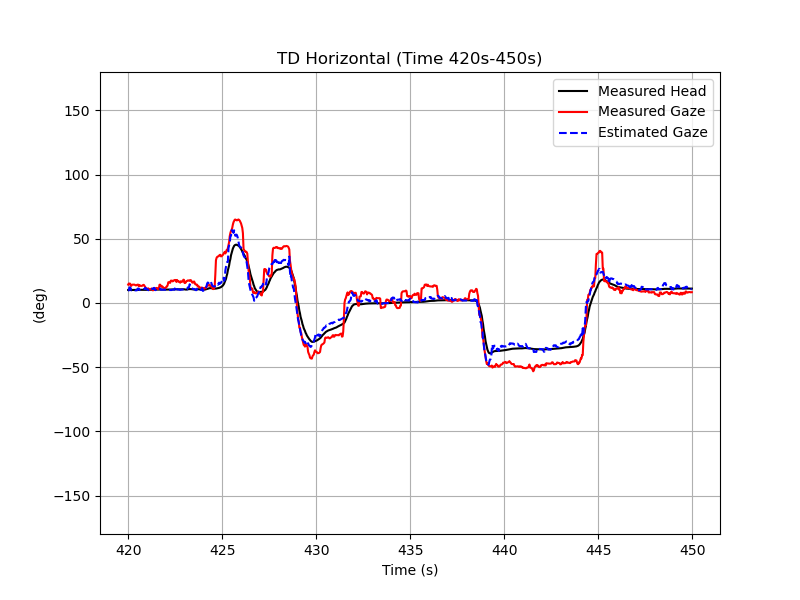 TD Horizontal (Time 420s-450s)
Measured Head
Measured Gaze
Estimated Gaze
150
100
50
0
−50
−100
−150
(deg)
420 425 430 435 440 445 450
Time (s)